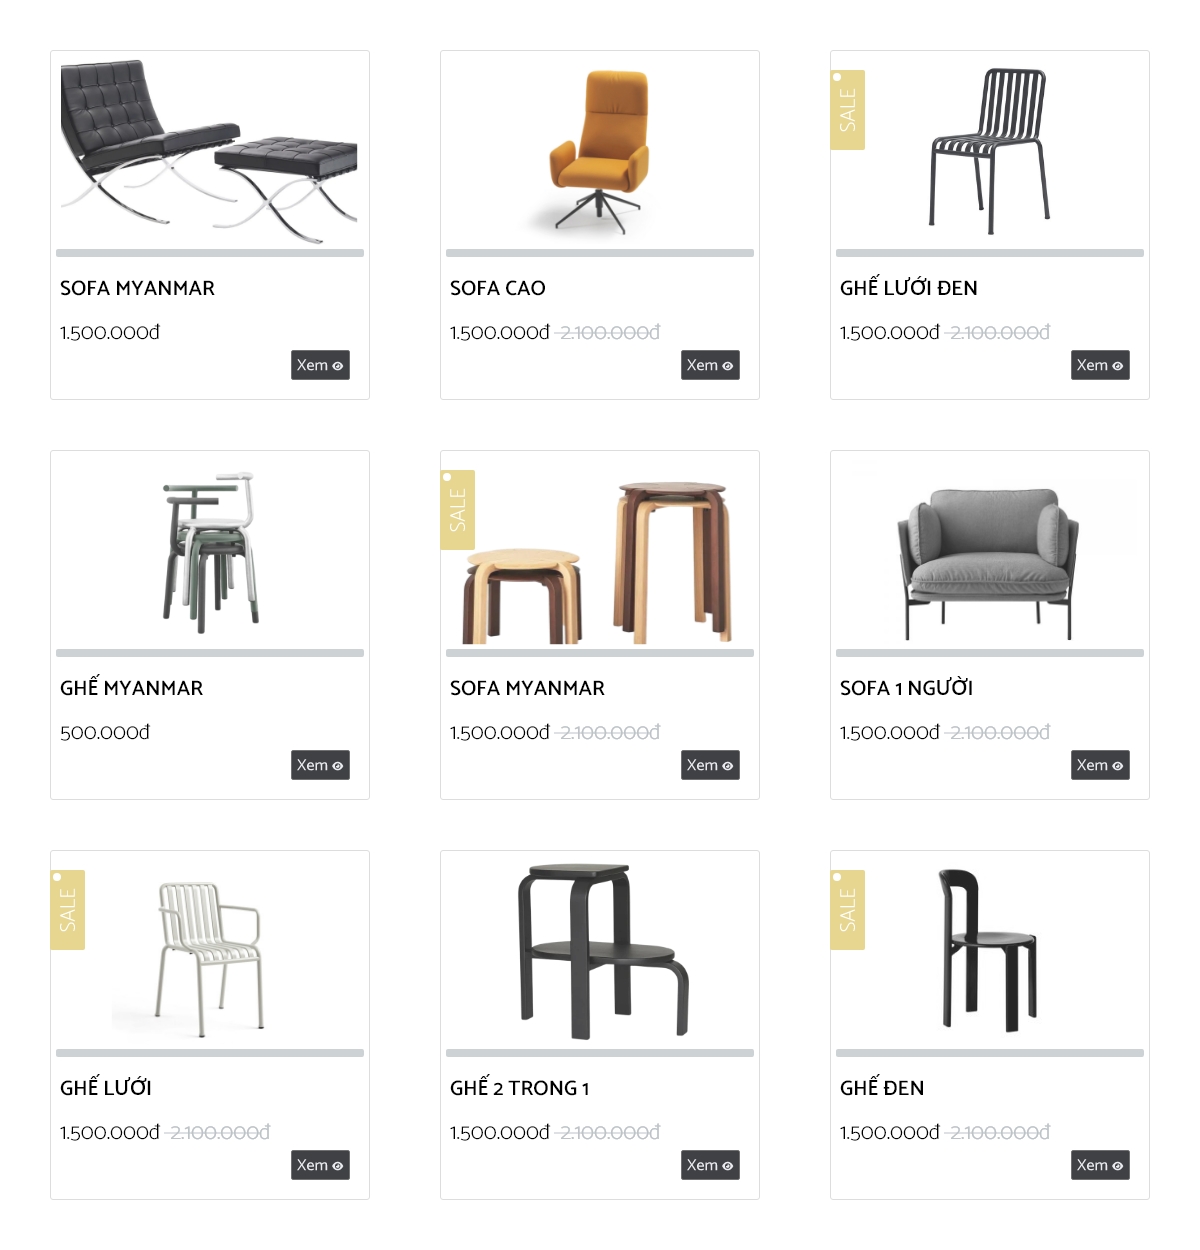 SOFA MYANMAR
1.500.000đ
Xem
SOFA CAO
1.500.000đ 2.100.000đ
Xem
SALE
GHẾ LƯỚI ĐEN
1.500.000đ 2.100.000đ
Xem
GHẾ MYANMAR
500.000đ
Xem
SALE
SOFA MYANMAR
1.500.000đ 2.100.000đ
Xem
SOFA 1 NGƯỜI
1.500.000đ 2.100.000đ
Xem
SALE
GHẾ LƯỚI
1.500.000đ 2.100.000đ
Xem
GHẾ 2 TRONG 1
1.500.000đ 2.100.000đ
Xem
SALE
GHẾ ĐEN
1.500.000đ 2.100.000đ
Xem